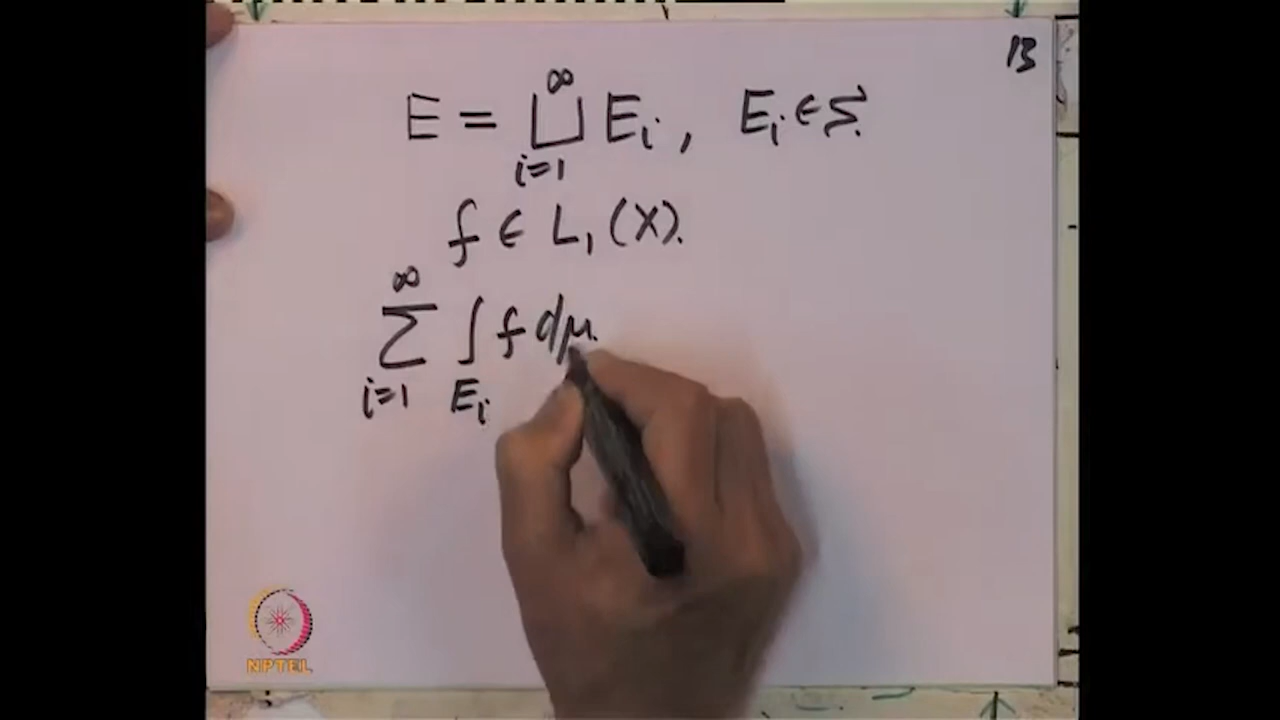 13
E = ⨆_{i=1}^{∞} E_i , E_i ∈ S.
f ∈ L_1 (X).
∑_{i=1}^{∞} ∫_{E_i} f dμ.
NPTEL